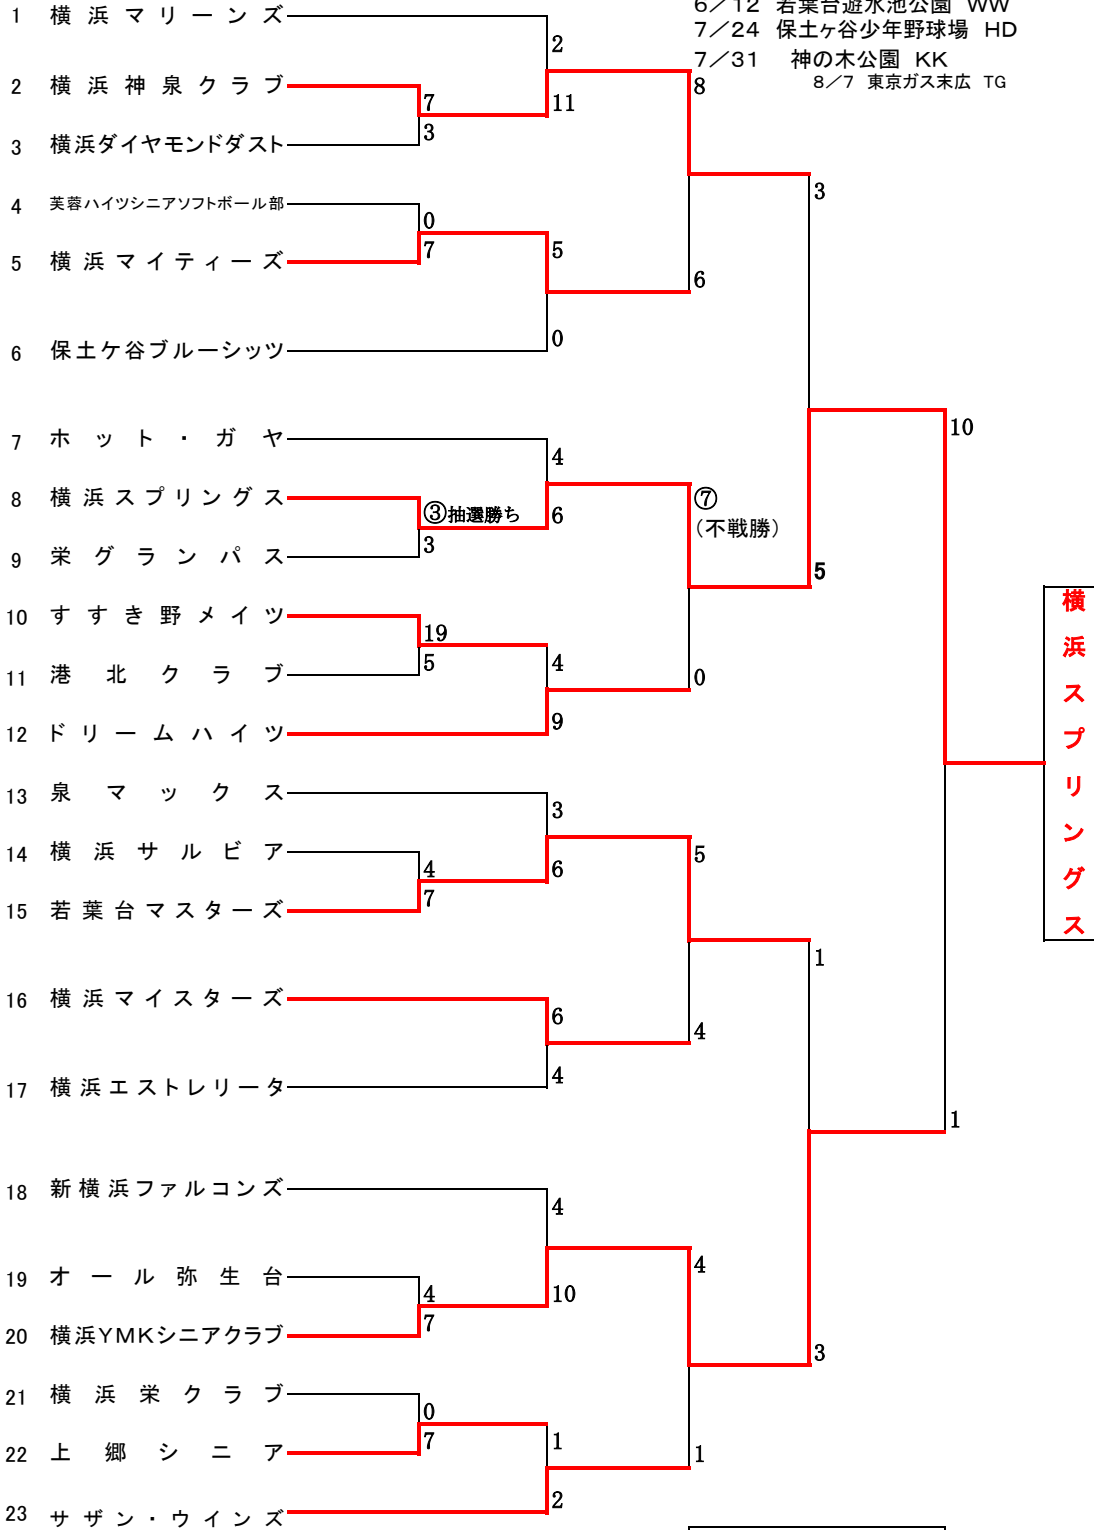 6／12 若葉台遊水池公園 WW
7／24 保土ヶ谷少年野球場 HD
7／31 神の木公園 KK
8／7 東京ガス末広 TG
1 横浜マリーンズ
2
2 横浜神泉クラブ
7
11
8
3 横浜ダイヤモンドダスト
3
3
4 芙蓉ハイツシニアソフトボール部
0
5 横浜マイティーズ
7
5
6
6 保土ケ谷ブルーシッツ
0
7 ホット・ガヤ
4
10
8 横浜スプリングス
③抽選勝ち
6
⑦
(不戦勝)
9 栄グランパス
3
5
10 すすき野メイツ
19
11 港北クラブ
5
4
0
12 ドリームハイツ
9
横浜スプリングス
13 泉マックス
3
14 横浜サルビア
4
6
5
15 若葉台マスターズ
7
1
16 横浜マイスターズ
6
4
17 横浜エストレリータ
4
1
18 新横浜ファルコンズ
4
19 オール弥生台
4
10
4
20 横浜YMKシニアクラブ
7
3
21 横浜栄クラブ
0
22 上郷シニア
7
1
1
23 サザン・ウインズ
2